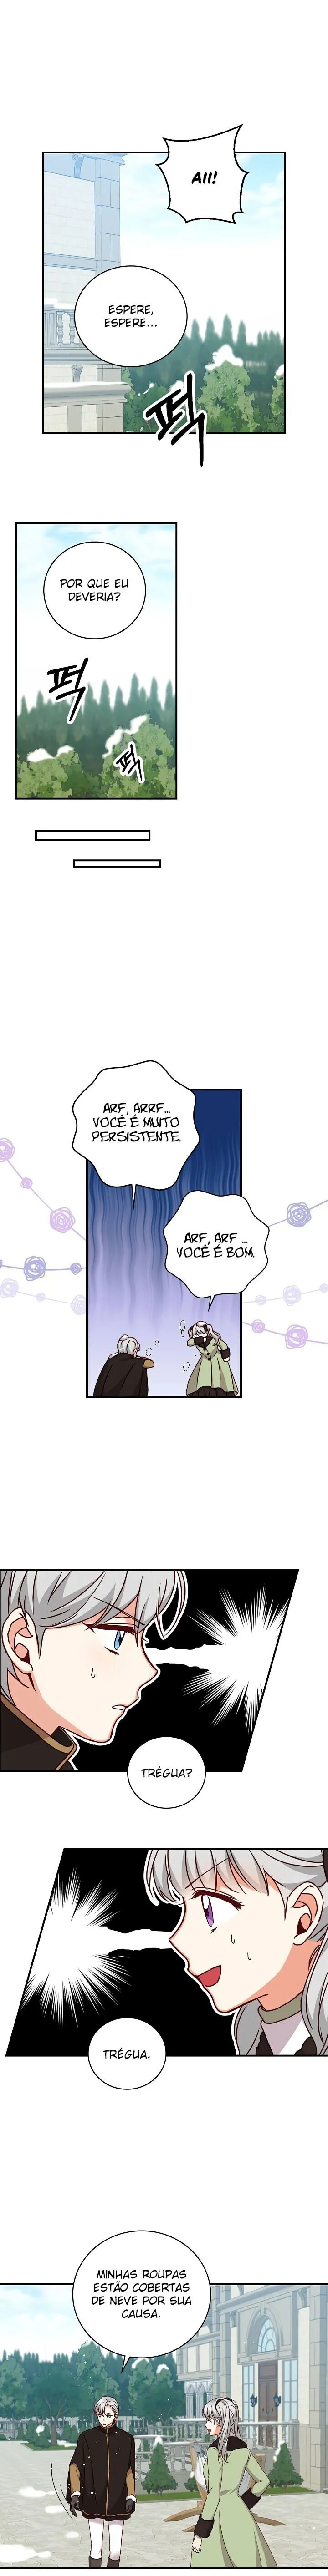 AII!
ESPERE,
ESPERE...
퍽
POR QUE EU
DEVERIA?
퍽
퍽
ARF, ARRF...
VOCÊ É MUITO
PERSISTENTE.
ARF, ARF ...
VOCÊ É BOM.
TRÉGUA?
TRÉGUA.
MINHAS ROUPAS
ESTÃO COBERTAS
DE NEVE POR SUA
CAUSA.